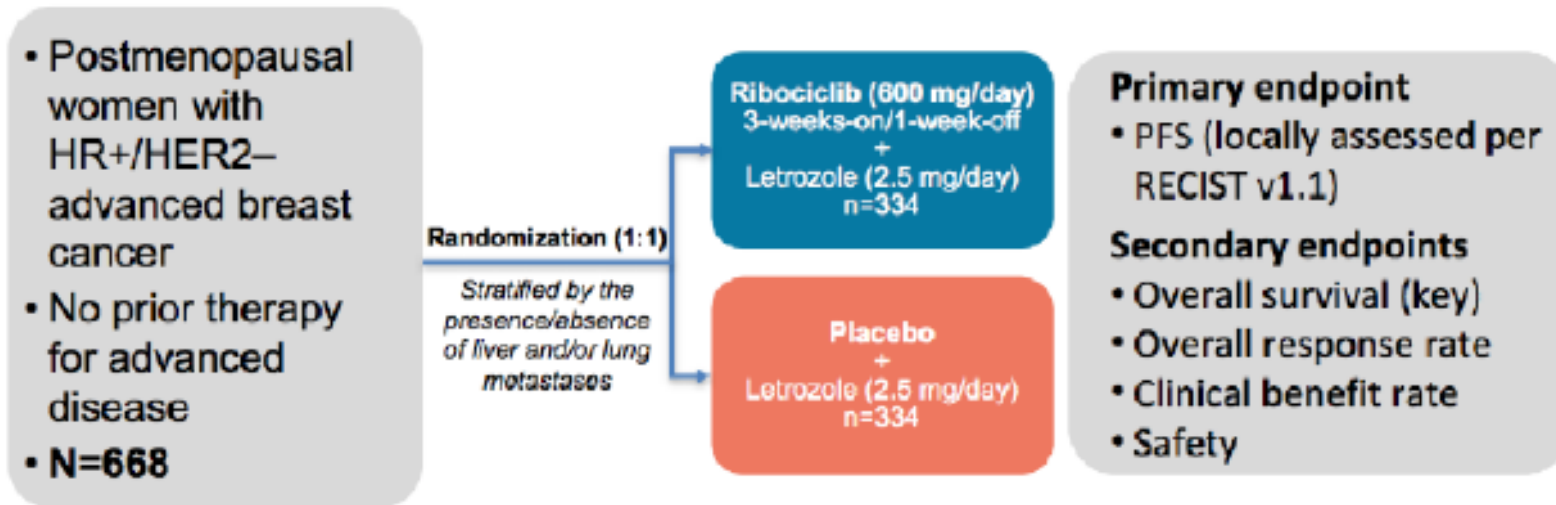 • Postmenopausal
women with
HR+/HER2–
advanced breast
cancer
• No prior therapy
for advanced
disease
• N=668
Randomization (1:1)
Stratified by the
presence/absence
of liver and/or lung
metastases
Ribociclib (600 mg/day)
3-weeks-on/1-week-off
+
Letrozole (2.5 mg/day)
n=334
Placebo
+
Letrozole (2.5 mg/day)
n=334
Primary endpoint
• PFS (locally assessed per
RECIST v1.1)
Secondary endpoints
• Overall survival (key)
• Overall response rate
• Clinical benefit rate
• Safety